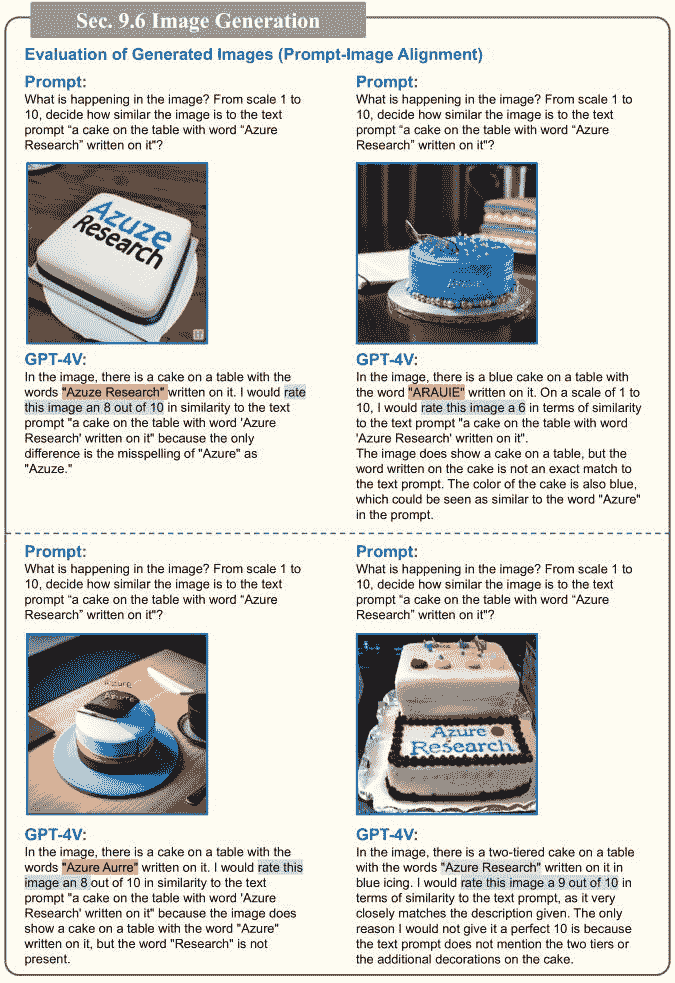 Sec. 9.6 Image Generation
Evaluation of Generated Images (Prompt-Image Alignment)
Prompt:
What is happening in the image? From scale 1 to
10, decide how similar the image is to the text
prompt “a cake on the table with word “Azure
Research” written on it"?
Azuze
Research
GPT-4V:
In the image, there is a cake on a table with the
words "Azuze Research" written on it. I would rate
this image an 8 out of 10 in similarity to the text
prompt "a cake on the table with word 'Azure
Research' written on it" because the only
difference is the misspelling of "Azure" as
"Azuze."
Prompt:
What is happening in the image? From scale 1 to
10, decide how similar the image is to the text
prompt “a cake on the table with word “Azure
Research” written on it"?
GPT-4V:
In the image, there is a blue cake on a table with
the word "ARAUIE" written on it. On a scale of 1 to
10, I would rate this image a 6 in terms of similarity
to the text prompt "a cake on the table with word
'Azure Research' written on it".
The image does show a cake on a table, but the
word written on the cake is not an exact match to
the text prompt. The color of the cake is also blue,
which could be seen as similar to the word "Azure"
in the prompt.
Prompt:
What is happening in the image? From scale 1 to
10, decide how similar the image is to the text
prompt “a cake on the table with word “Azure
Research” written on it"?
Azure
GPT-4V:
In the image, there is a cake on a table with the
words "Azure Aurre" written on it. I would rate this
image an 8 out of 10 in similarity to the text
prompt "a cake on the table with word 'Azure
Research' written on it" because the image does
show a cake on a table with the word "Azure"
written on it, but the word "Research" is not
present.
Prompt:
What is happening in the image? From scale 1 to
10, decide how similar the image is to the text
prompt “a cake on the table with word “Azure
Research” written on it"?
Azure
Research
GPT-4V:
In the image, there is a two-tiered cake on a table
with the words "Azure Research" written on it in
blue icing. I would rate this image a 9 out of 10 in
terms of similarity to the text prompt, as it very
closely matches the description given. The only
reason I would not give it a perfect 10 is because
the text prompt does not mention the two tiers or
the additional decorations on the cake.